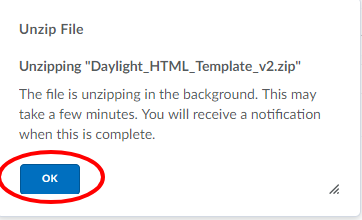 Unzip File
Unzipping "Daylight_HTML_Template_v2.zip"
The file is unzipping in the background. This may
take a few minutes. You will receive a notification
when this is complete.
OK